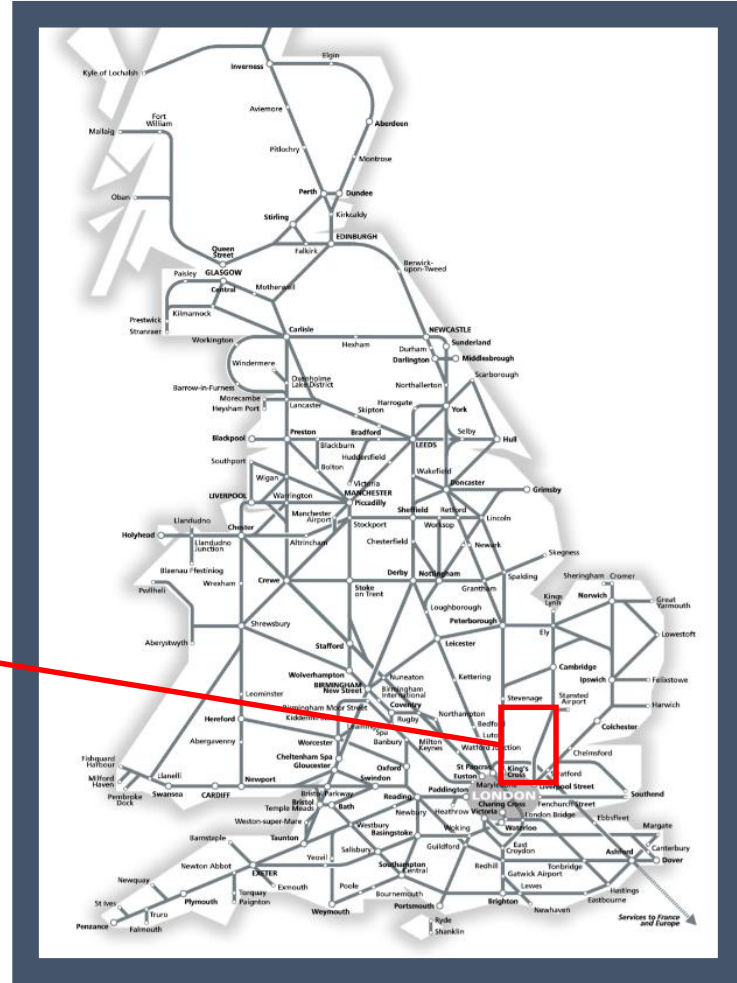 Kyle of Lochalsh
Inverness
Elgin
Aviemore
Aberdeen
Fort
William
Mallaig
Pitlochry
Montrose
Oban
Perth
Dundee
Stirling
Kirkcaldy
EDINBURGH
Falkirk
Queen
Street
GLASGOW
Central
Paisley
Motherwell
Berwick-
upon-Tweed
Prestwick
Stranraer
Kilmarnock
Carlisle
Hexham
NEWCASTLE
Sunderland
Workington
Durham
Darlington
Middlesbrough
Windermere
Scarborough
Oxenholme
Lake District
Northallerton
Barrow-In-Furness
Morecambe
Heysham Port
Lancaster
Skipton
Harrogate
York
Blackpool
Preston
Blackburn
Bradford
LEEDS
Selby
Hull
Southport
Bolton
Huddersfield
Wakefield
Wigan
Victoria
MANCHESTER
Piccadilly
Doncaster
Grimsby
LIVERPOOL
Warrington
Manchester
Airport
Stockport
Sheffield
Retford
Worksop
Lincoln
Holyhead
Llandudno
Llandudno
Junction
Chester
Altrincham
Chesterfield
Newark
Blaenau Ffestiniog
Skegness
Pwllheli
Wrexham
Crewe
Stoke
on Trent
Derby
Nottingham
Grantham
Spalding
Sheringham
Cromer
Loughborough
Kings
Lynn
Norwich
Great
Yarmouth
Aberystwyth
Shrewsbury
Stafford
Leicester
Peterborough
Ely
Lowestoft
Wolverhampton
BIRMINGHAM
New Street
Nuneaton
Birmingham
International
Kettering
Cambridge
Ipswich
Felixstowe
Leominster
Birmingham Moor Street
Coventry
Rugby
Northampton
Stevenage
Stansted
Airport
Harwich
Hereford
Bedford
Colchester
Abergavenny
Worcester
Spa
Banbury
Milton
Keynes
Watford Junction
Chelmsford
Cheltenham Spa
Gloucester
Oxford
St Pancras
Euston
King's
Cross
Fishguard
Harbour
Milford
Haven
Pembroke
Dock
Llanelli
Swansea
CARDIFF
Newport
Swindon
Paddington
Liverpool Street
Southend
Bristol Parkway
Bristol
Temple Meads
Bath
Reading
LONDON
Charing Cross
Fenchurch Street
Weston-super-Mare
Newbury
Heathrow
Victoria
London Bridge
Ebbsfleet
Westbury
Basingstoke
Woking
Waterloo
Margate
Barnstaple
Taunton
Salisbury
Guildford
East
Croydon
Canterbury
Ashford
Dover
Newton Abbot
Yeovil
Southampton
Central
Redhill
Tonbridge
Gatwick Airport
Newquay
EXETER
Exmouth
Poole
Bournemouth
Lewes
Hastings
Eastbourne
St Ives
Truro
Plymouth
Torquay
Paignton
Weymouth
Portsmouth
Brighton
Newhaven
Penzance
Falmouth
Ryde
Shanklin
Services to France
and Europe